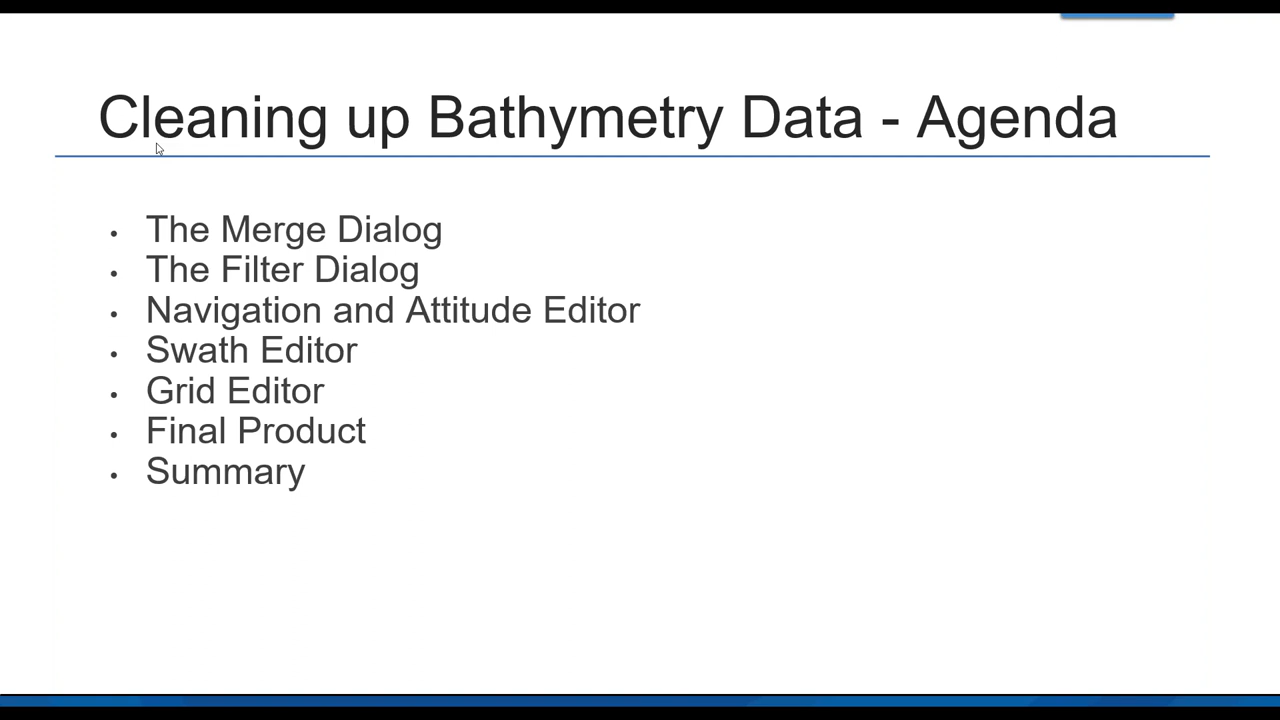 Cleaning up Bathymetry Data - Agenda
• The Merge Dialog
• The Filter Dialog
• Navigation and Attitude Editor
• Swath Editor
• Grid Editor
• Final Product
• Summary